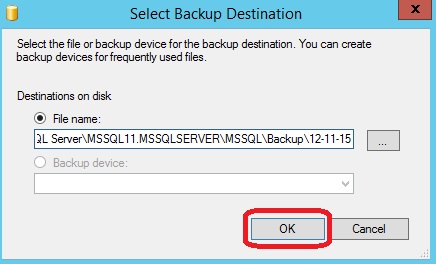 Select Backup Destination
x
Select the file or backup device for the backup destination. You can create
backup devices for frequently used files.
Destinations on disk
File name:
QL Server\MSSQL11.MSSQLSERVER\MSSQL\Backup\12-11-15
...
Backup device:
OK
Cancel